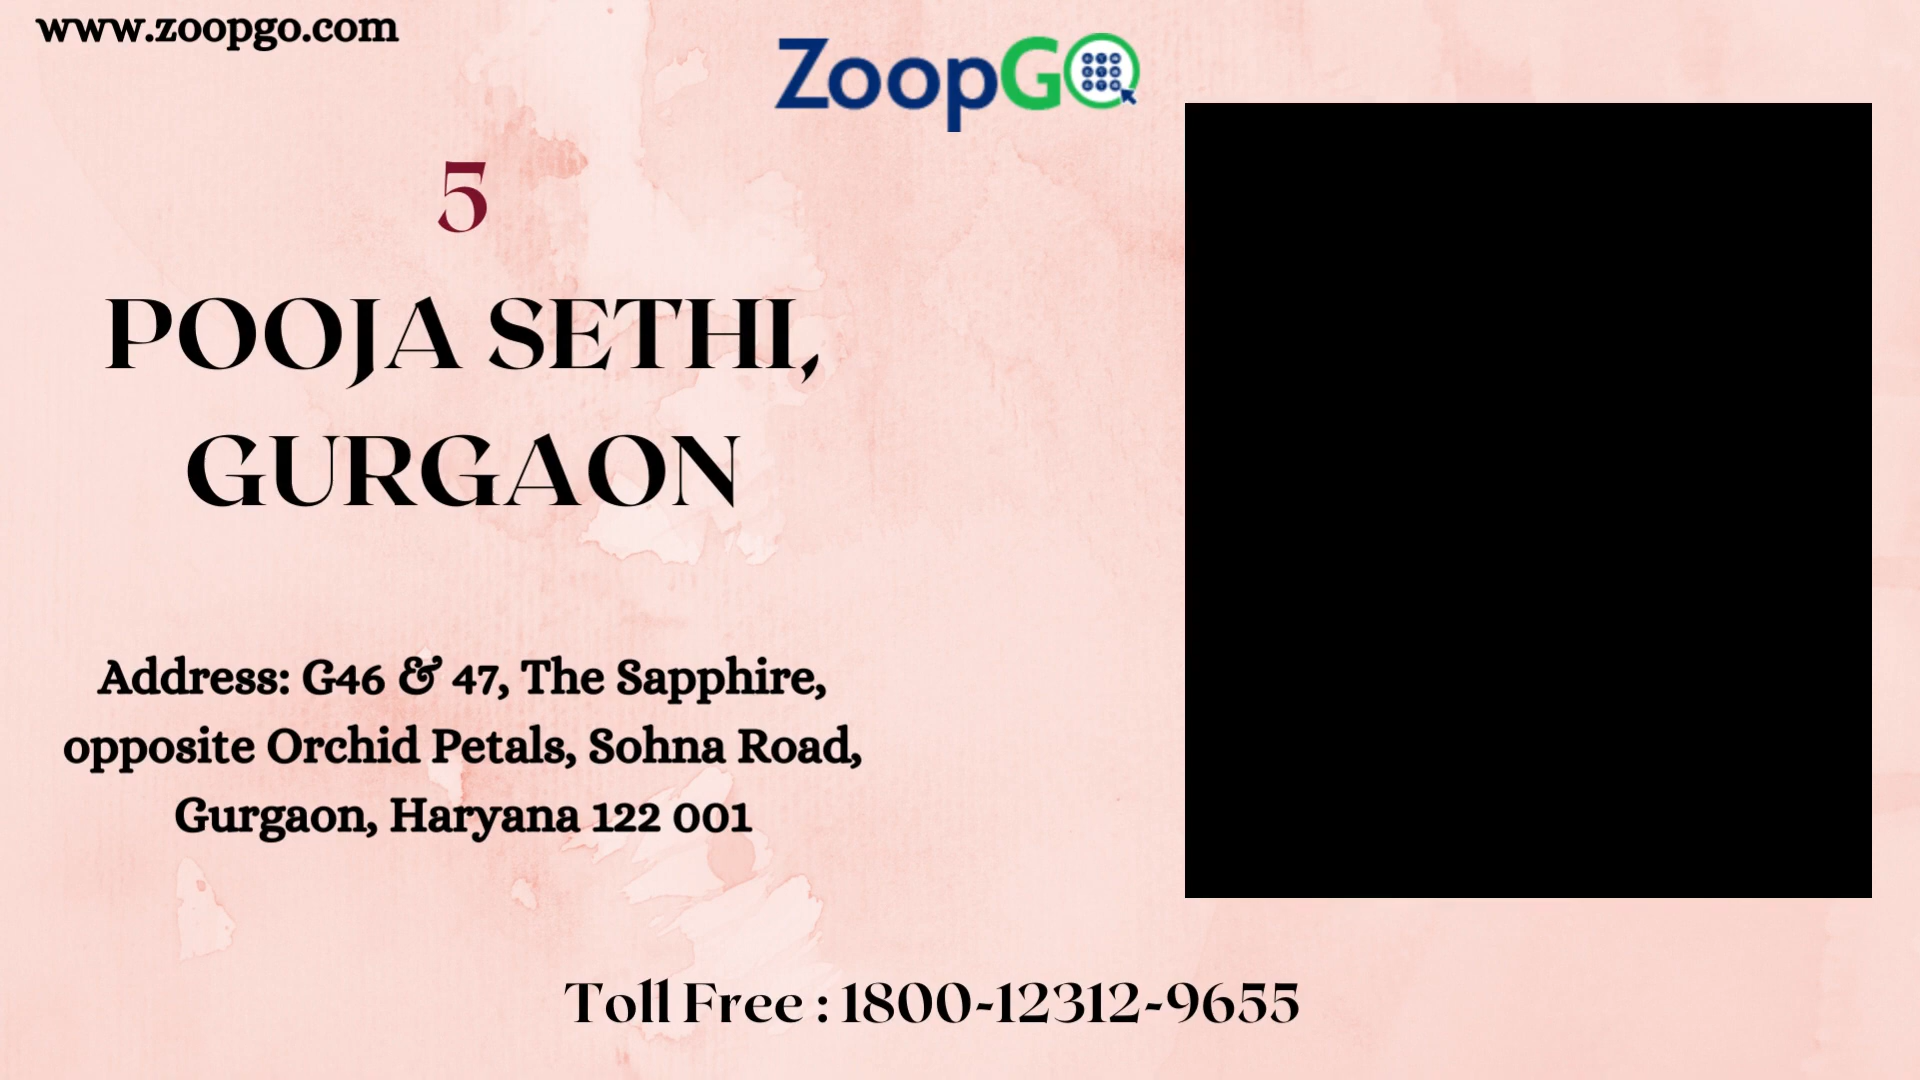 www.zoopgo.com
ZoopGO
5
POOJA SETHI,
GURGAON
Address: G46 & 47, The Sapphire,
opposite Orchid Petals, Sohna Road,
Gurgaon, Haryana 122 001
Toll Free : 1800-12312-9655